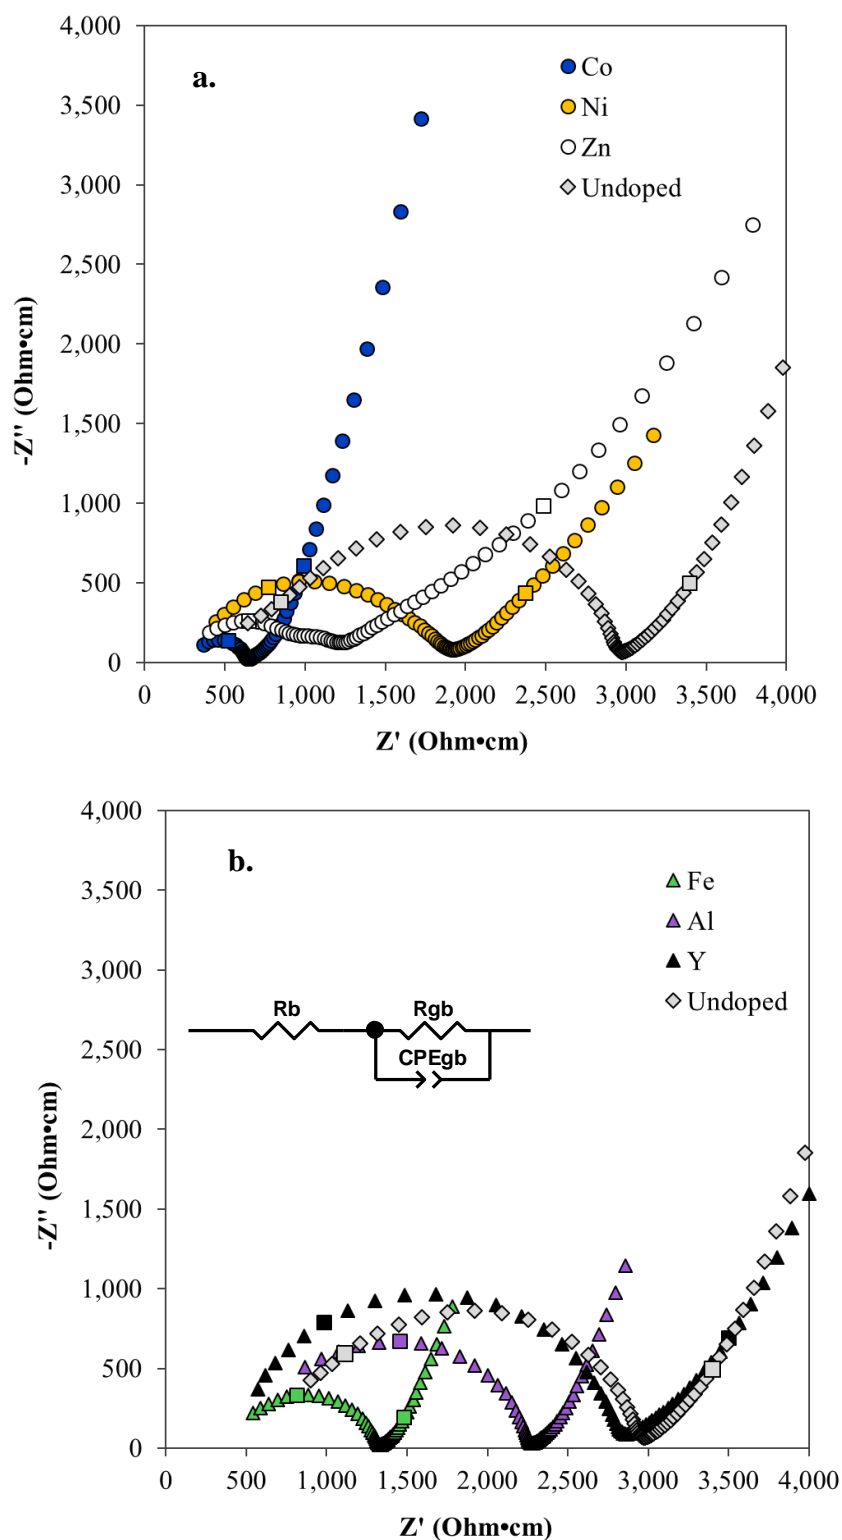 a.
4,000
3,500
3,000
2,500
2,000
1,500
1,000
500
0
-Z'' (Ohm•cm)
Co
Ni
Zn
Undoped
0 500 1,000 1,500 2,000 2,500 3,000 3,500 4,000
Z' (Ohm•cm)
b.
4,000
3,500
3,000
2,500
2,000
1,500
1,000
500
0
-Z'' (Ohm•cm)
Fe
Al
Y
Undoped
Rb Rgb
CPEgb
0 500 1,000 1,500 2,000 2,500 3,000 3,500 4,000
Z' (Ohm•cm)